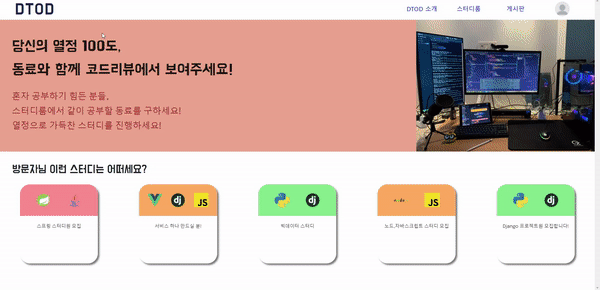 DTOD
DTOD 소개 스터디룸 게시판
당신의 열정 100도,
동료와 함께 코드리뷰에서 보여주세요!
혼자 공부하기 힘든 분들,
스터디룸에서 같이 공부할 동료를 구하세요!
열정으로 가득찬 스터디를 진행하세요!
방문자님 이런 스터디는 어떠세요?
dj JS dj JS dj
스프링 스터디원 모집
서비스 하나 만드실 분!
빅데이터 스터디
노드,자바스크립트 스터디 모집
Django 프로젝트원 모집합니다!